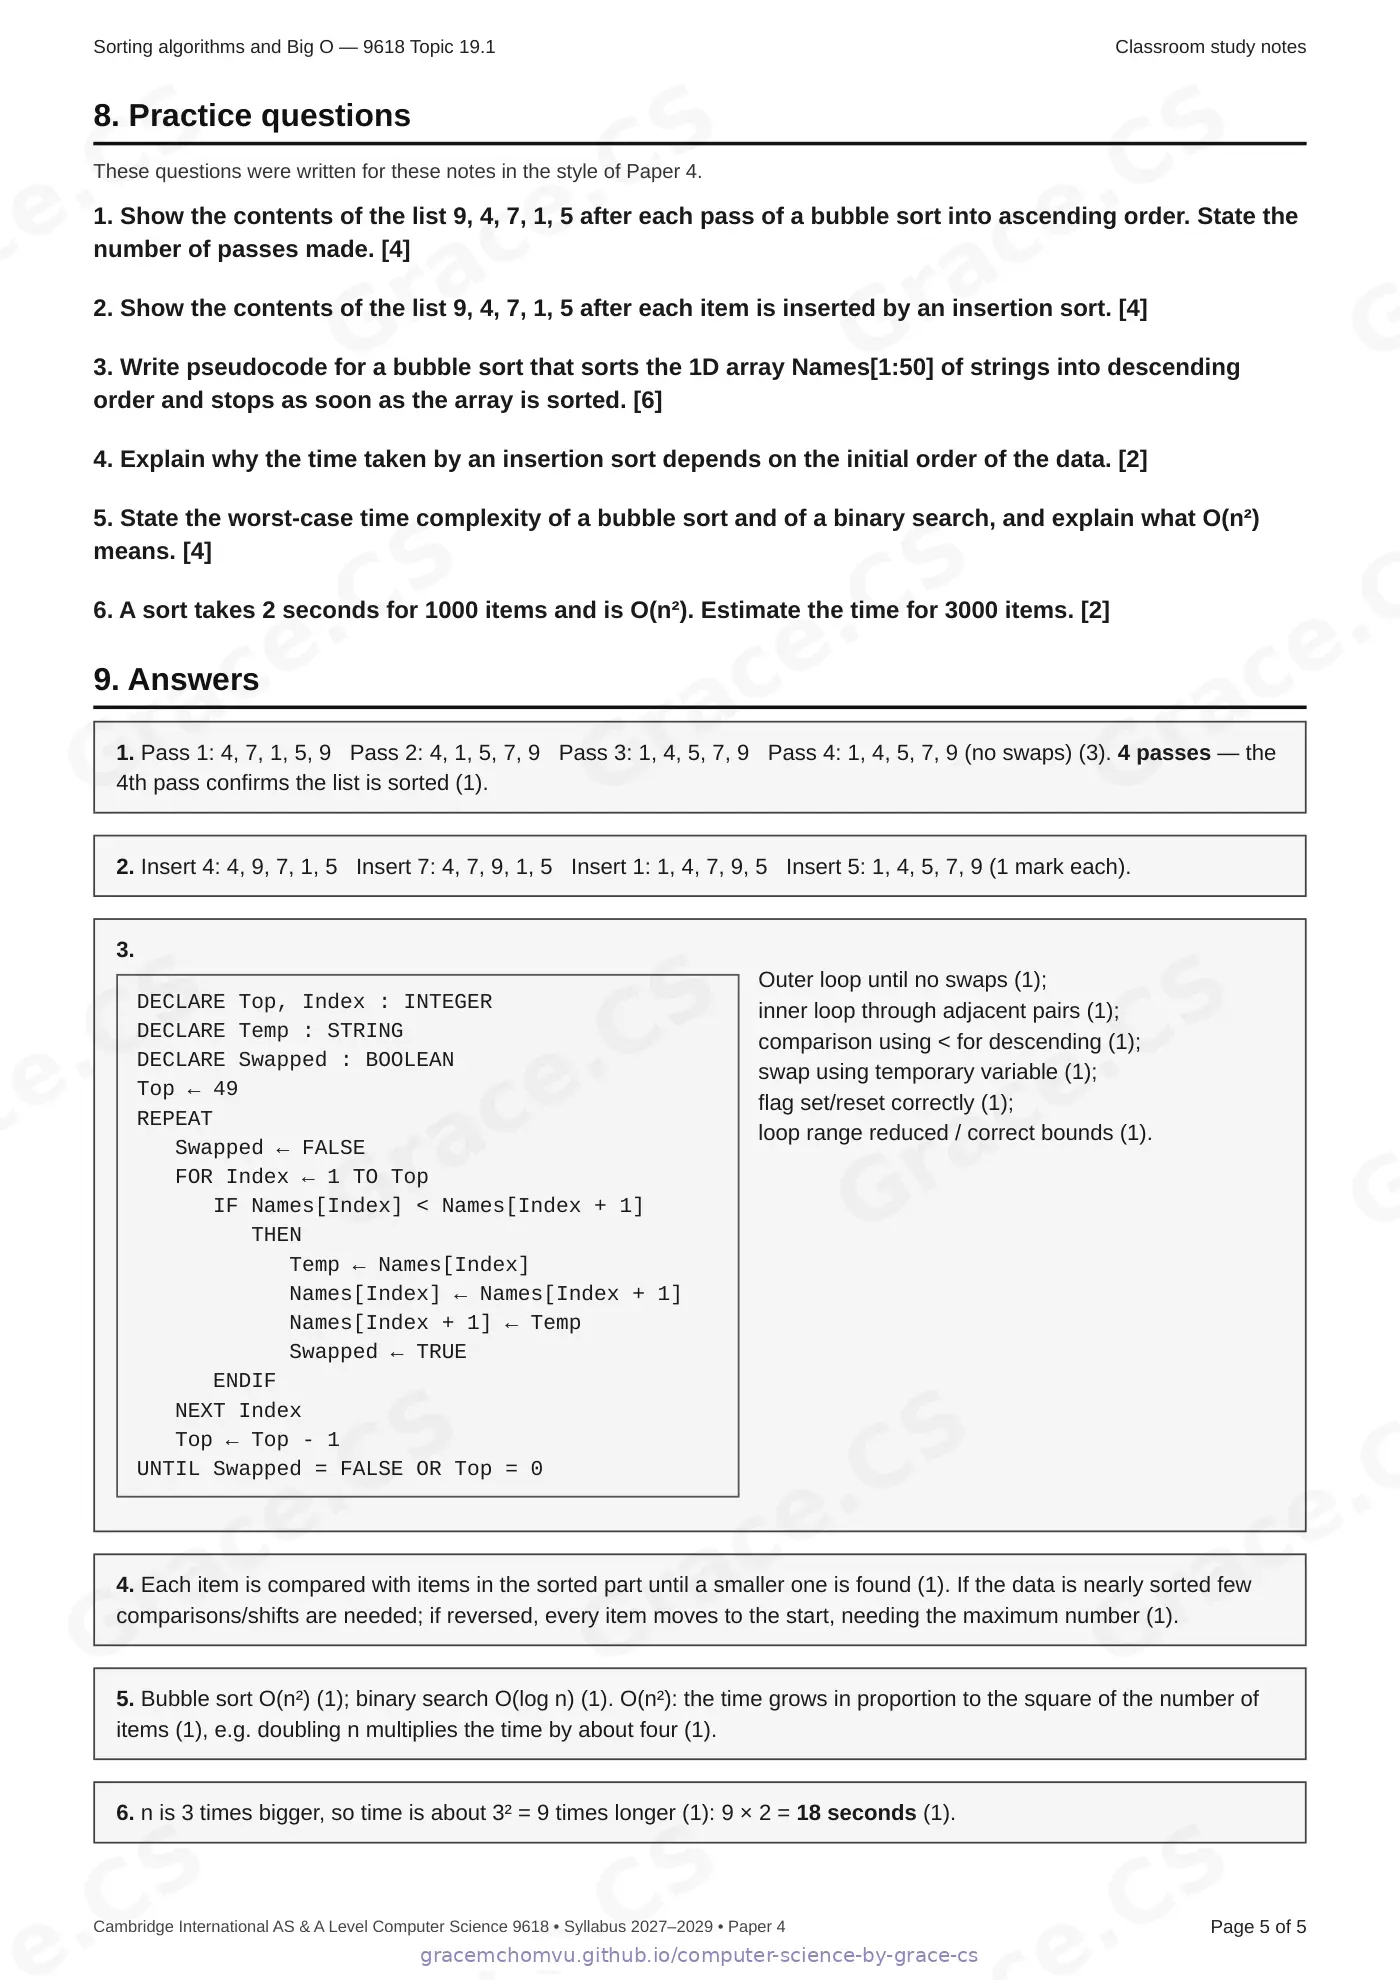 Sorting algorithms and Big O — 9618 Topic 19.1
Classroom study notes
8. Practice questions
These questions were written for these notes in the style of Paper 4.
1. Show the contents of the list 9, 4, 7, 1, 5 after each pass of a bubble sort into ascending order. State the
number of passes made. [4]
2. Show the contents of the list 9, 4, 7, 1, 5 after each item is inserted by an insertion sort. [4]
3. Write pseudocode for a bubble sort that sorts the 1D array Names[1:50] of strings into descending
order and stops as soon as the array is sorted. [6]
4. Explain why the time taken by an insertion sort depends on the initial order of the data. [2]
5. State the worst-case time complexity of a bubble sort and of a binary search, and explain what O(n²)
means. [4]
6. A sort takes 2 seconds for 1000 items and is O(n²). Estimate the time for 3000 items. [2]
9. Answers
1. Pass 1: 4, 7, 1, 5, 9   Pass 2: 4, 1, 5, 7, 9   Pass 3: 1, 4, 5, 7, 9   Pass 4: 1, 4, 5, 7, 9 (no swaps) (3). 4 passes — the
4th pass confirms the list is sorted (1).
2. Insert 4: 4, 9, 7, 1, 5   Insert 7: 4, 7, 9, 1, 5   Insert 1: 1, 4, 7, 9, 5   Insert 5: 1, 4, 5, 7, 9 (1 mark each).
3.
DECLARE Top, Index : INTEGER
DECLARE Temp : STRING
DECLARE Swapped : BOOLEAN
Top ← 49
REPEAT
   Swapped ← FALSE
   FOR Index ← 1 TO Top
      IF Names[Index] < Names[Index + 1]
         THEN
            Temp ← Names[Index]
            Names[Index] ← Names[Index + 1]
            Names[Index + 1] ← Temp
            Swapped ← TRUE
      ENDIF
   NEXT Index
   Top ← Top - 1
UNTIL Swapped = FALSE OR Top = 0
Outer loop until no swaps (1);
inner loop through adjacent pairs (1);
comparison using < for descending (1);
swap using temporary variable (1);
flag set/reset correctly (1);
loop range reduced / correct bounds (1).
4. Each item is compared with items in the sorted part until a smaller one is found (1). If the data is nearly sorted few
comparisons/shifts are needed; if reversed, every item moves to the start, needing the maximum number (1).
5. Bubble sort O(n²) (1); binary search O(log n) (1). O(n²): the time grows in proportion to the square of the number of
items (1), e.g. doubling n multiplies the time by about four (1).
6. n is 3 times bigger, so time is about 3² = 9 times longer (1): 9 × 2 = 18 seconds (1).
Cambridge International AS & A Level Computer Science 9618 • Syllabus 2027–2029 • Paper 4
Page 5 of 5
gracemchomvu.github.io/computer-science-by-grace-cs
Grace.CS